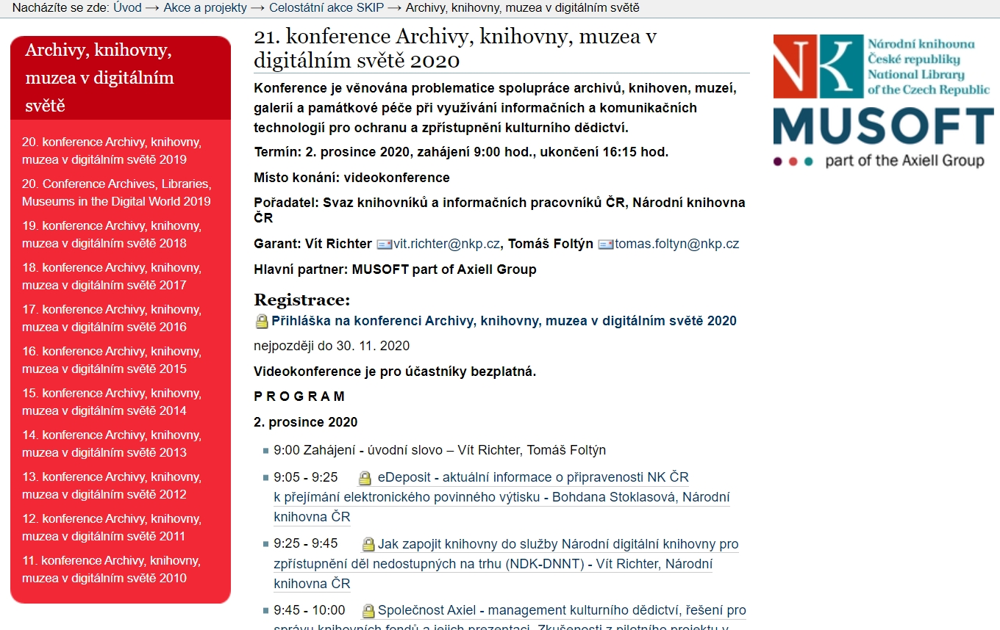 Nacházíte se zde: Úvod → Akce a projekty → Celostátní akce SKIP → Archivy, knihovny, muzea v digitálním světě
Archivy, knihovny,
muzea v digitálním
světě
20. konference Archivy, knihovny,
muzea v digitálním světě 2019
20. Conference Archives, Libraries,
Museums in the Digital World 2019
19. konference Archivy, knihovny,
muzea v digitálním světě 2018
18. konference Archivy, knihovny,
muzea v digitálním světě 2017
17. konference Archivy, knihovny,
muzea v digitálním světě 2016
16. konference Archivy, knihovny,
muzea v digitálním světě 2015
15. konference Archivy, knihovny,
muzea v digitálním světě 2014
14. konference Archivy, knihovny,
muzea v digitálním světě 2013
13. konference Archivy, knihovny,
muzea v digitálním světě 2012
12. konference Archivy, knihovny,
muzea v digitálním světě 2011
11. konference Archivy, knihovny,
muzea v digitálním světě 2010
21. konference Archivy, knihovny, muzea v
digitálním světě 2020
Konference je věnována problematice spolupráce archivů, knihoven, muzeí,
galerií a památkové péče při využívání informačních a komunikačních
technologií pro ochranu a zpřístupnění kulturního dědictví.
Termín: 2. prosince 2020, zahájení 9:00 hod., ukončení 16:15 hod.
Místo konání: videokonference
Pořadatel: Svaz knihovníků a informačních pracovníků ČR, Národní knihovna
ČR
Garant: Vít Richter vit.richter@nkp.cz, Tomáš Foltýn tomas.foltyn@nkp.cz
Hlavní partner: MUSOFT part of Axiell Group
Registrace:
Přihláška na konferenci Archivy, knihovny, muzea v digitálním světě 2020
nejpozději do 30. 11. 2020
Videokonference je pro účastníky bezplatná.
P R O G R A M
2. prosince 2020
9:00 Zahájení - úvodní slovo – Vít Richter, Tomáš Foltýn
9:05 - 9:25 eDeposit - aktuální informace o připravenosti NK ČR
k přejímání elektronického povinného výtisku - Bohdana Stoklasová, Národní
knihovna ČR
9:25 - 9:45 Jak zapojit knihovny do služby Národní digitální knihovny pro
zpřístupnění děl nedostupných na trhu (NDK-DNNT) - Vít Richter, Národní
knihovna ČR
9:45 - 10:00 Společnost Axiel - management kulturního dědictví, řešení pro
správu knihovních fondů a jejich prezentaci. Zkušenosti z pilotního projektu v
NK
Národní knihovna
České republiky
National Library
of the Czech Republic
MUSOFT
part of the Axiell Group